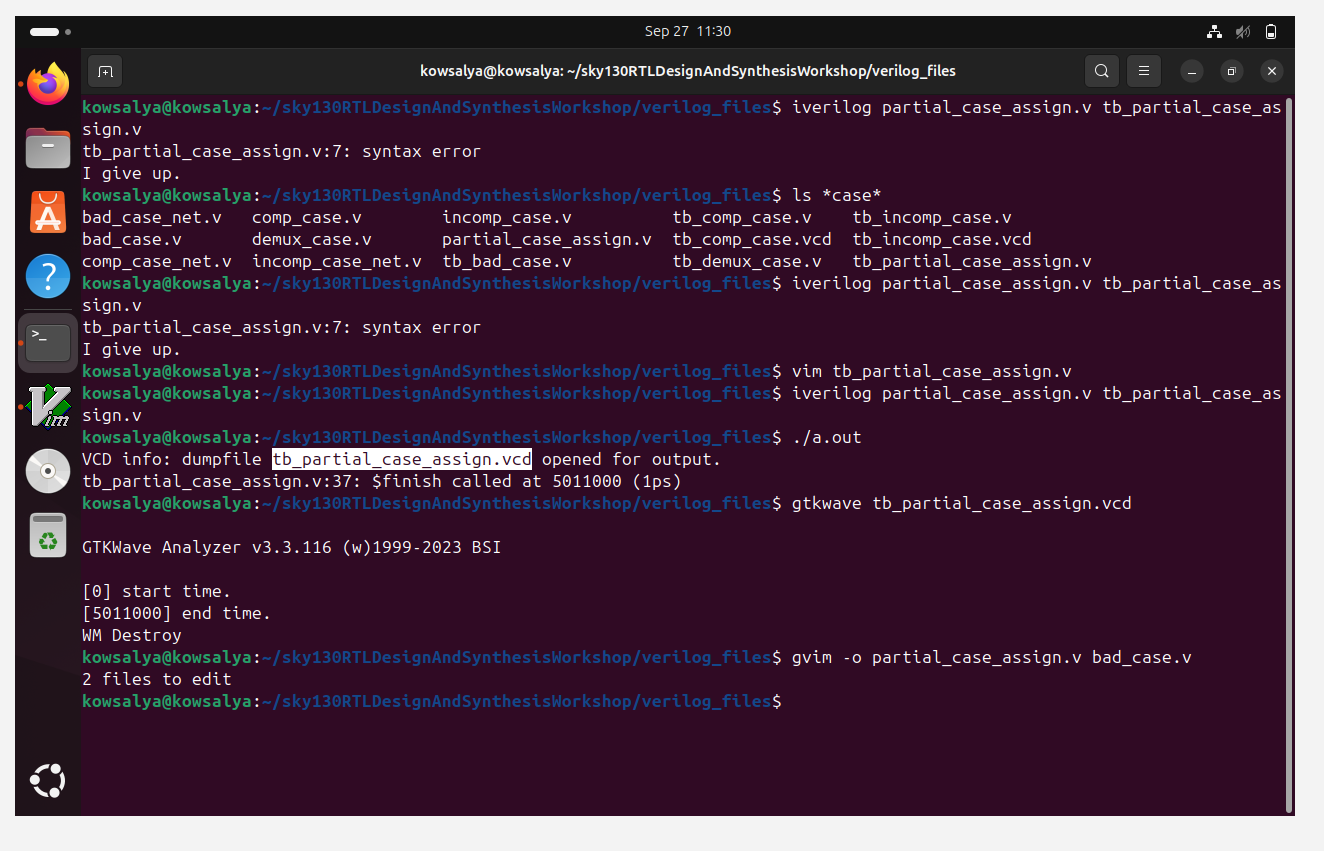 Sep 27 11:30
kowsalya@kowsalya: ~/sky130RTLDesignAndSynthesisWorkshop/verilog_files
kowsalya@kowsalya:~/sky130RTLDesignAndSynthesisWorkshop/verilog_files$ iverilog partial_case_assign.v tb_partial_case_as
sign.v
tb_partial_case_assign.v:7: syntax error
I give up.
kowsalya@kowsalya:~/sky130RTLDesignAndSynthesisWorkshop/verilog_files$ ls *case*
bad_case_net.v comp_case.v incomp_case.v tb_comp_case.v tb_incomp_case.v
bad_case.v demux_case.v partial_case_assign.v tb_comp_case.vcd tb_incomp_case.vcd
comp_case_net.v incomp_case_net.v tb_bad_case.v tb_demux_case.v tb_partial_case_assign.v
kowsalya@kowsalya:~/sky130RTLDesignAndSynthesisWorkshop/verilog_files$ iverilog partial_case_assign.v tb_partial_case_as
sign.v
tb_partial_case_assign.v:7: syntax error
I give up.
kowsalya@kowsalya:~/sky130RTLDesignAndSynthesisWorkshop/verilog_files$ vim tb_partial_case_assign.v
kowsalya@kowsalya:~/sky130RTLDesignAndSynthesisWorkshop/verilog_files$ iverilog partial_case_assign.v tb_partial_case_as
sign.v
kowsalya@kowsalya:~/sky130RTLDesignAndSynthesisWorkshop/verilog_files$ ./a.out
VCD info: dumpfile tb_partial_case_assign.vcd opened for output.
tb_partial_case_assign.v:37: $finish called at 5011000 (1ps)
kowsalya@kowsalya:~/sky130RTLDesignAndSynthesisWorkshop/verilog_files$ gtkwave tb_partial_case_assign.vcd
GTKWave Analyzer v3.3.116 (w)1999-2023 BSI
[0] start time.
[5011000] end time.
WM Destroy
kowsalya@kowsalya:~/sky130RTLDesignAndSynthesisWorkshop/verilog_files$ gvim -o partial_case_assign.v bad_case.v
2 files to edit
kowsalya@kowsalya:~/sky130RTLDesignAndSynthesisWorkshop/verilog_files$